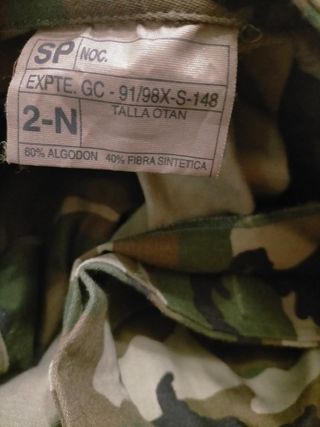 SP NOC.
EXPTE. GC - 91/98X-S-148
2-N TALLA OTAN
60% ALGODON 40% FIBRA SINTETICA